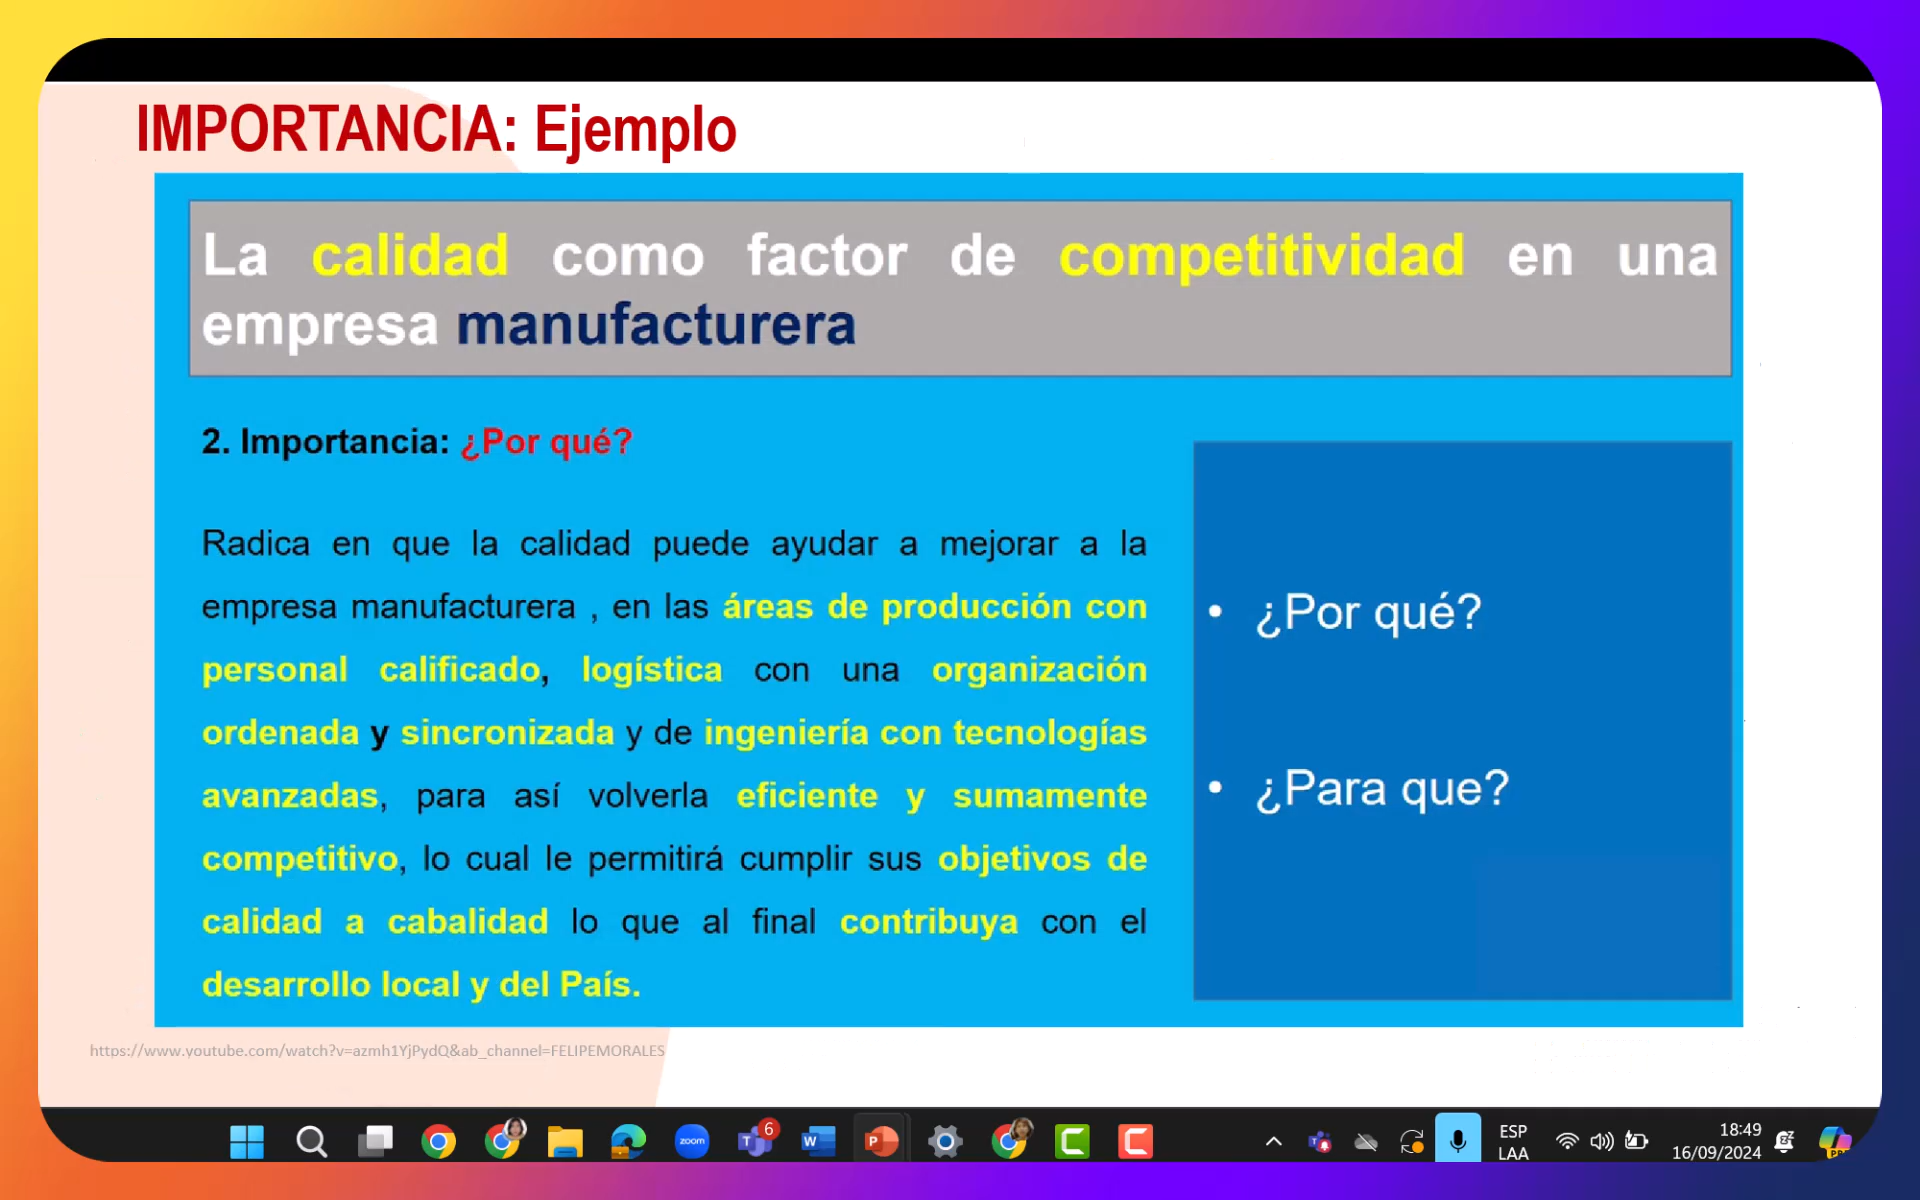 IMPORTANCIA: Ejemplo
La calidad como factor de competitividad en una
empresa manufacturera
2. Importancia: ¿Por qué?
Radica en que la calidad puede ayudar a mejorar a la
empresa manufacturera , en las áreas de producción con
personal calificado, logística con una organización
ordenada y sincronizada y de ingeniería con tecnologías
avanzadas, para así volverla eficiente y sumamente
competitivo, lo cual le permitirá cumplir sus objetivos de
calidad a cabalidad lo que al final contribuya con el
desarrollo local y del País.
• ¿Por qué?
• ¿Para que?
https://www.youtube.com/watch?v=azmh1YjPydQ&ab_channel=FELIPEMORALES
zoom
T
6
W
P
ESP
LAA
18:49
16/09/2024
PRE